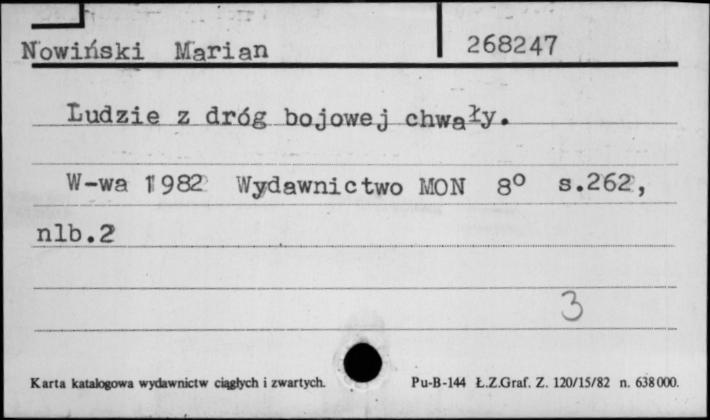 Nowiński Marian 268247
Ludzie z dróg bojowej chwały.
W-wa 1982 Wydawnictwo MON 8° s.262,
nlb.2
3
Karta katalogowa wydawnictw ciągłych i zwartych. Pu-B-144 Ł.Z.Graf. Z. 120/15/82 n. 638000.